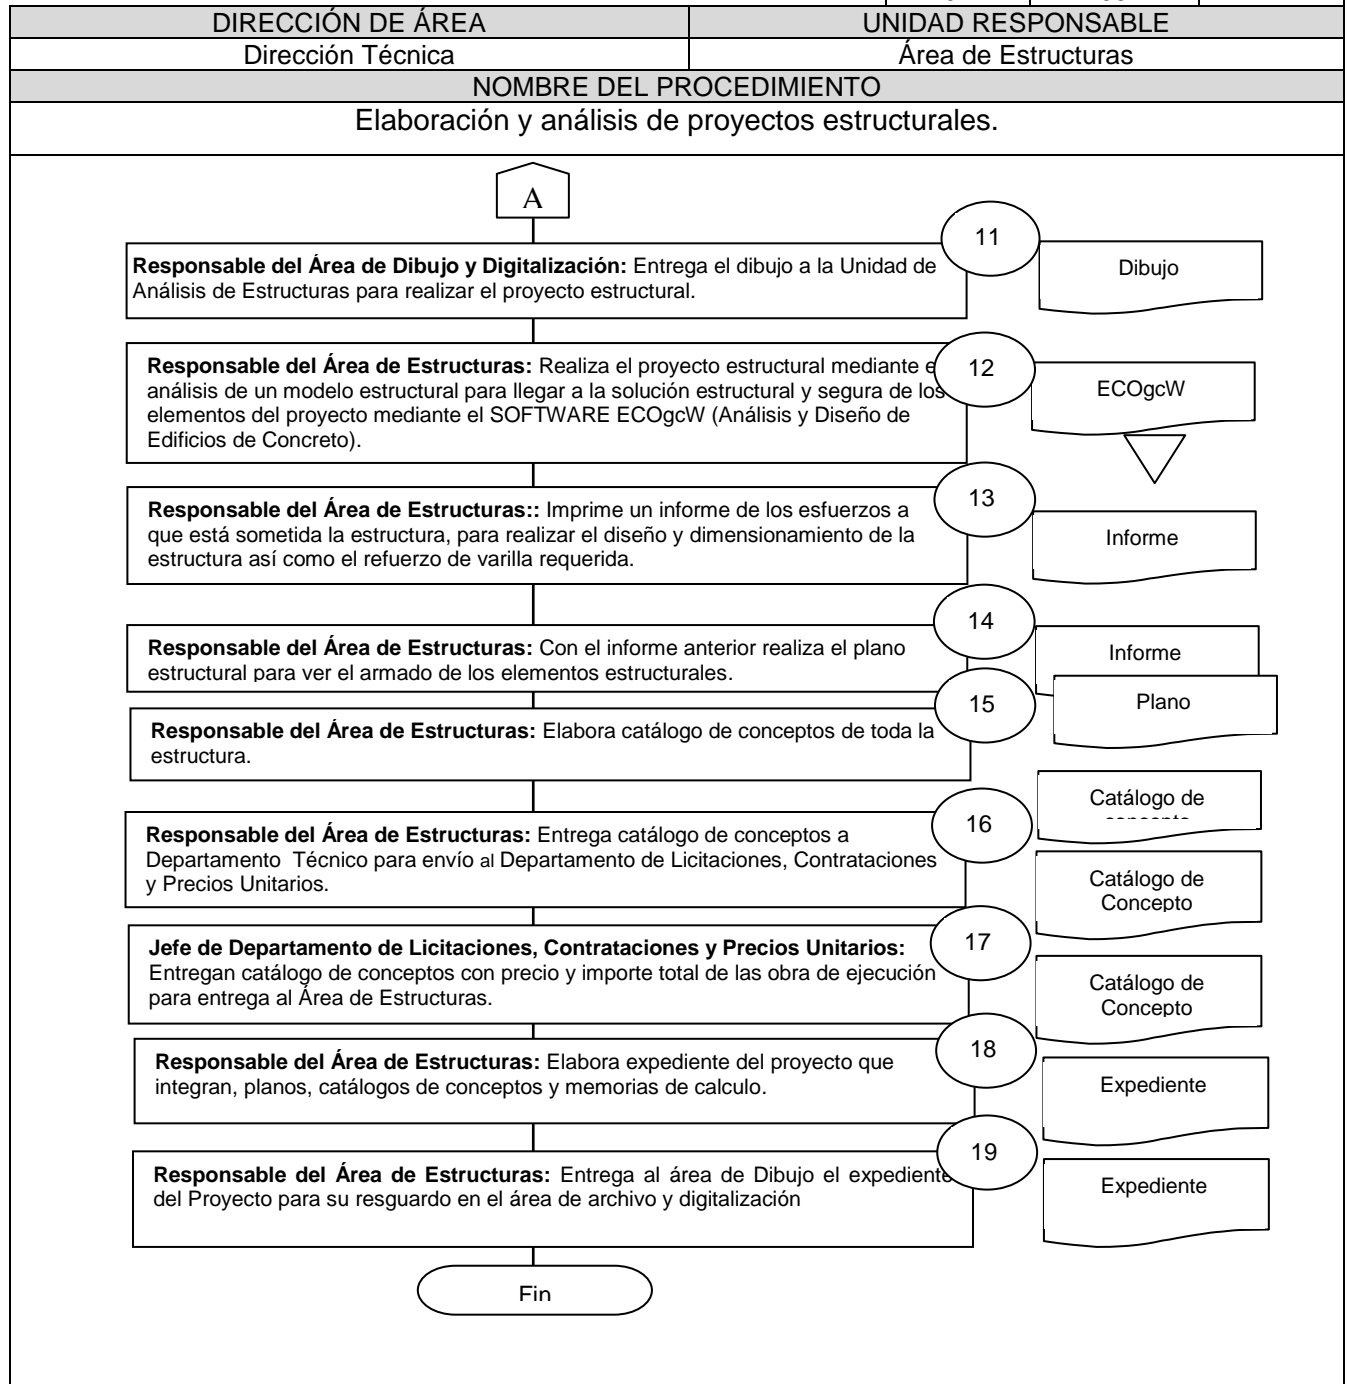 DIRECCIÓN DE ÁREA
UNIDAD RESPONSABLE
Dirección Técnica
Área de Estructuras
NOMBRE DEL PROCEDIMIENTO
Elaboración y análisis de proyectos estructurales.
A
11
Responsable del Área de Dibujo y Digitalización: Entrega el dibujo a la Unidad de
Análisis de Estructuras para realizar el proyecto estructural.
Dibujo
12
Responsable del Área de Estructuras: Realiza el proyecto estructural mediante e
análisis de un modelo estructural para llegar a la solución estructural y segura de los
elementos del proyecto mediante el SOFTWARE ECOgcW (Análisis y Diseño de
Edificios de Concreto).
ECOgcW
13
Responsable del Área de Estructuras:: Imprime un informe de los esfuerzos a
que está sometida la estructura, para realizar el diseño y dimensionamiento de la
estructura así como el refuerzo de varilla requerida.
Informe
14
Responsable del Área de Estructuras: Con el informe anterior realiza el plano
estructural para ver el armado de los elementos estructurales.
Informe
15
Plano
Responsable del Área de Estructuras: Elabora catálogo de conceptos de toda la
estructura.
Catálogo de
16
Responsable del Área de Estructuras: Entrega catálogo de conceptos a
Departamento Técnico para envío al Departamento de Licitaciones, Contrataciones
y Precios Unitarios.
Catálogo de
Concepto
17
Jefe de Departamento de Licitaciones, Contrataciones y Precios Unitarios:
Entregan catálogo de conceptos con precio y importe total de las obra de ejecución
para entrega al Área de Estructuras.
Catálogo de
Concepto
18
Responsable del Área de Estructuras: Elabora expediente del proyecto que
integran, planos, catálogos de conceptos y memorias de calculo.
Expediente
19
Responsable del Área de Estructuras: Entrega al área de Dibujo el expediente
del Proyecto para su resguardo en el área de archivo y digitalización
Expediente
Fin